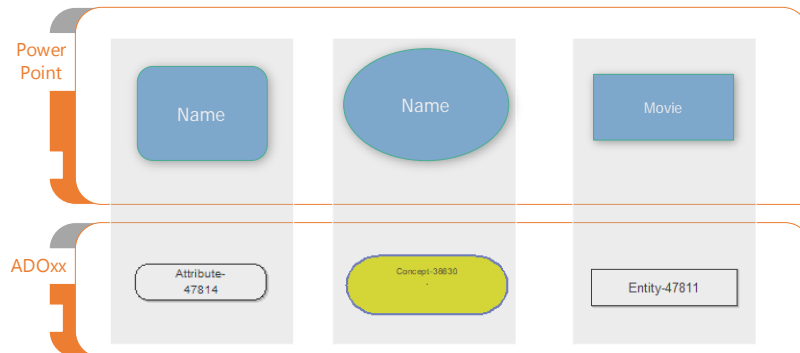 Power
Point
Name
Name
Movie
ADOxx
Attribute-
47814
Concept-38630
-
Entity-47811